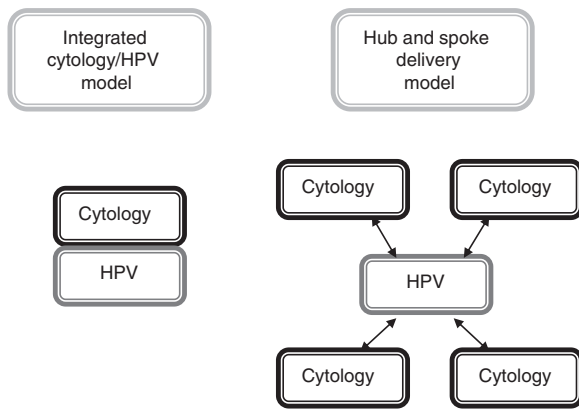 Integrated
cytology/HPV
model
Hub and spoke
delivery
model
Cytology
HPV
Cytology
Cytology
HPV
Cytology
Cytology